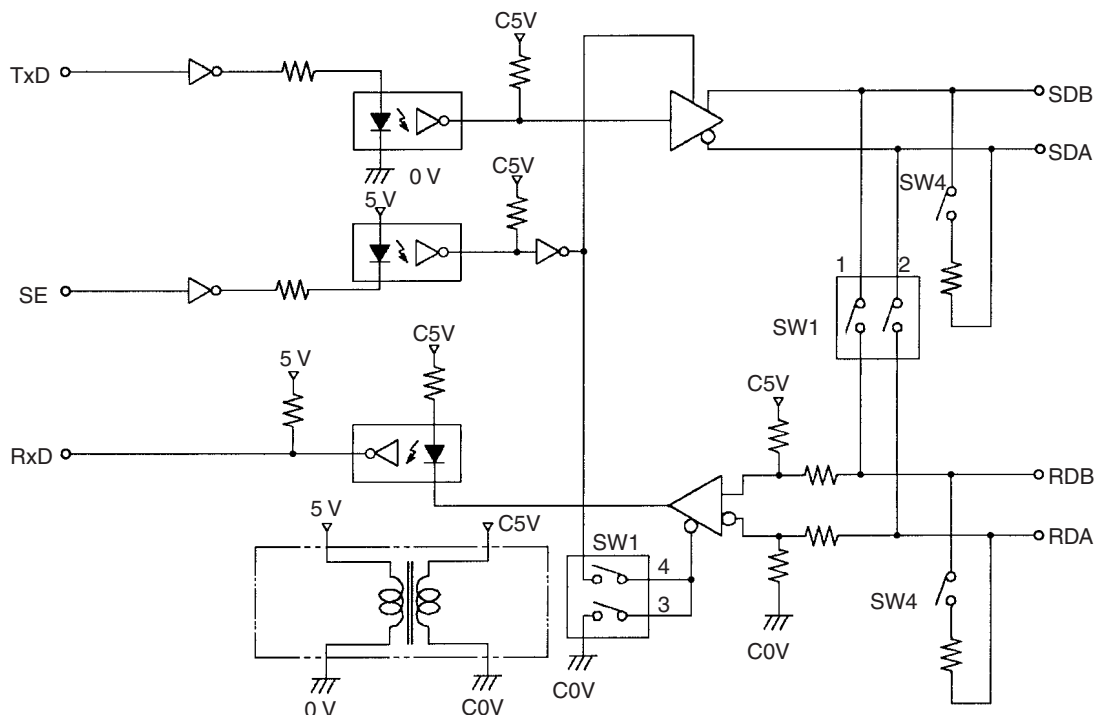 C5V
TxD
SDB
C5V
SDA
0 V
SW4
5 V
1 2
SE
SW1
C5V
5 V
C5V
RxD
RDB
5 V
C5V
SW1
RDA
4
SW4
3
C0V
0 V
C0V
C0V